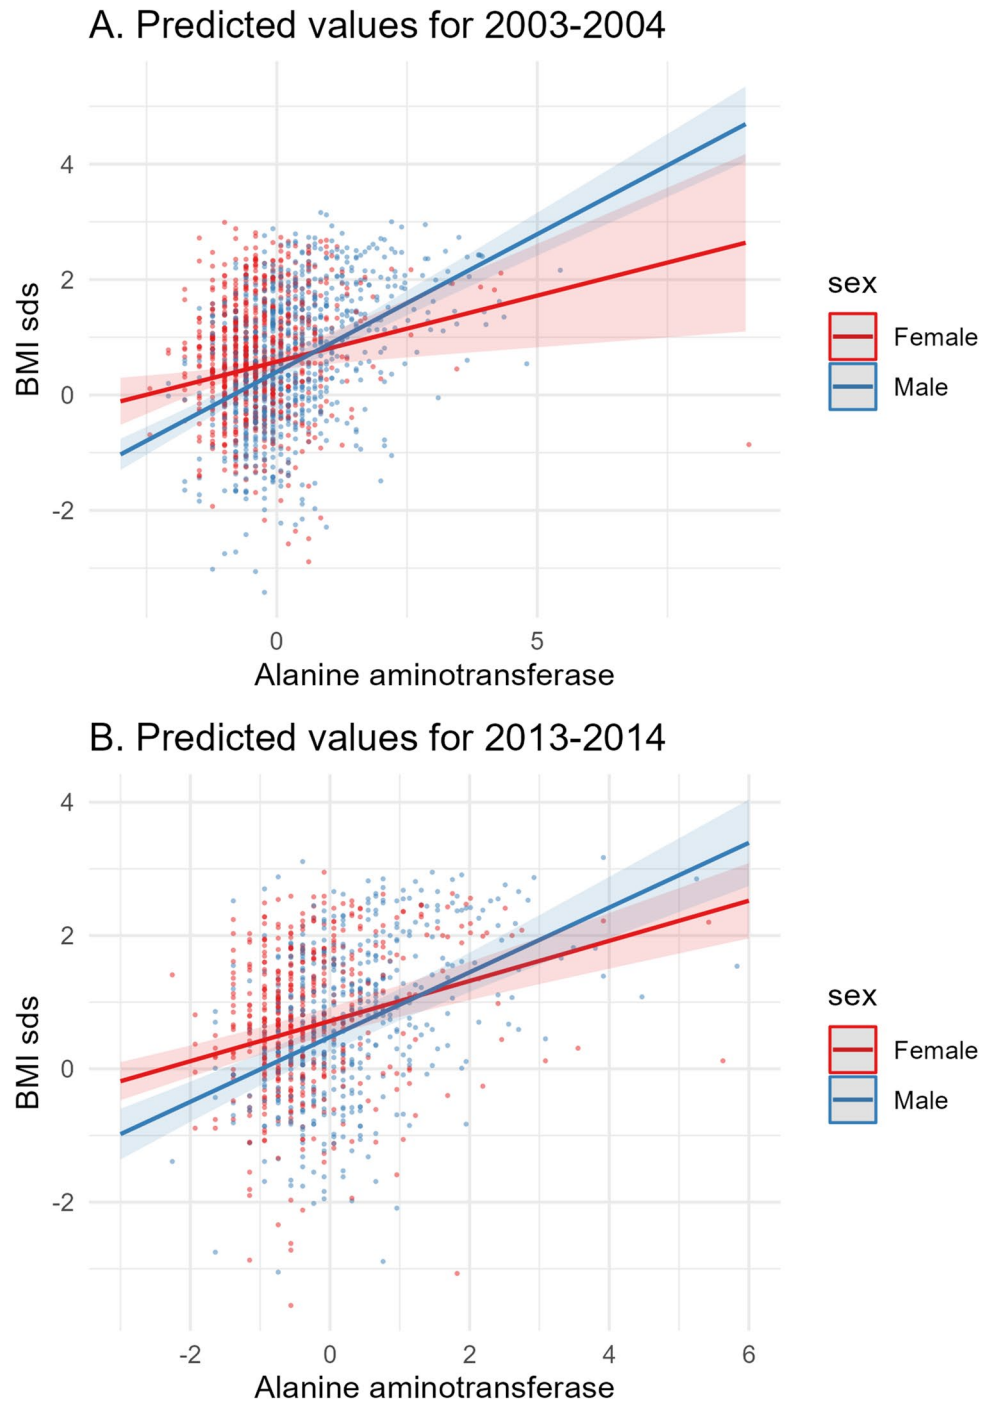 A. Predicted values for 2003-2004
4
2
0
-2
BMI sds
0 5
Alanine aminotransferase
sex
Female
Male
B. Predicted values for 2013-2014
4
2
0
-2
BMI sds
-2 0 2 4 6
Alanine aminotransferase
sex
Female
Male